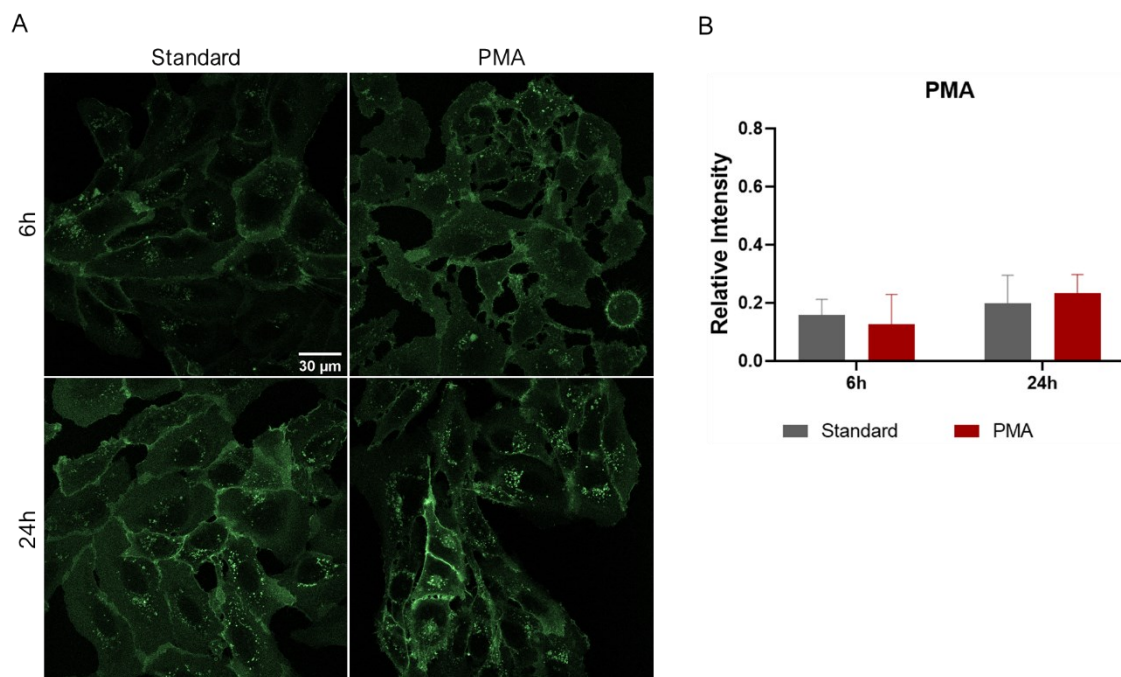 A
Standard PMA
6h
30 µm
24h
B
PMA
Relative Intensity
0.8
0.6
0.4
0.2
0.0
6h 24h
Standard PMA